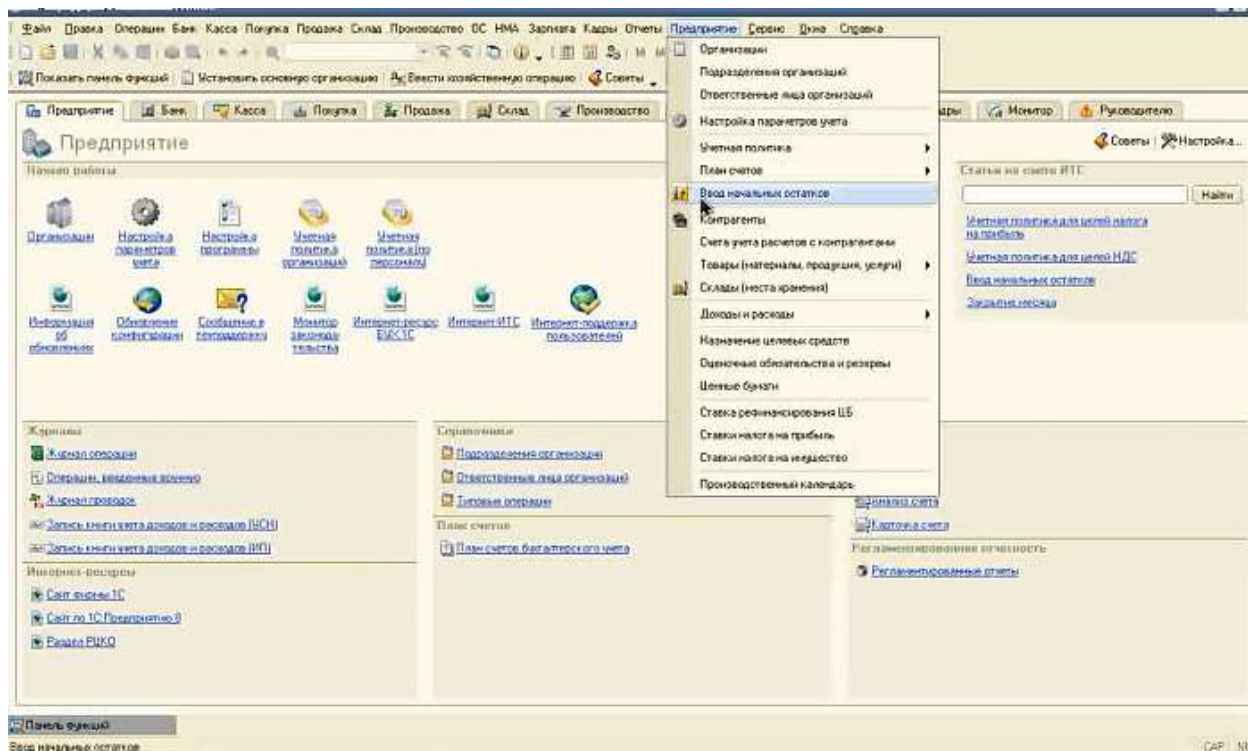 Файл Правка Операции Банк Касса Покупка Продажа Склад Производство ОС НМА Зарплата Кадры Отчеты Предприятие Сервис Окна Справка
Показать панель функций Установить основную организацию Ввести хозяйственную операцию Советы
Предприятие Банк Касса Покупка Продажа Склад Производство Монитор Руководителю
Предприятие
Советы Настройка...
Начало работы
Организации
Настройка параметров учета
Настройка программы
Учетная политика организаций
Учетная политика (по персоналу)
Информация об обновлениях
Обновление конфигурации
Сообщение в техподдержку
Монитор законодательства
Интернет-ресурс БУХ.1С
Интернет ИТС
Интернет-поддержка пользователей
Организации
Подразделения организаций
Ответственные лица организаций
Настройка параметров учета
Учетная политика
План счетов
Ввод начальных остатков
Контрагенты
Счета учета расчетов с контрагентами
Товары (материалы, продукция, услуги)
Склады (места хранения)
Доходы и расходы
Назначение целевых средств
Оценочные обязательства и резервы
Ценные бумаги
Ставка рефинансирования ЦБ
Ставки налога на прибыль
Ставки налога на имущество
Производственный календарь
Статьи на сайте ИТС
Найти
Учетная политика для целей налога
на прибыль
Учетная политика для целей НДС
Ввод начальных остатков
Закрытие месяца
Журналы
Журнал операций
Операции, введенные вручную
Журнал проводок
Запись книги учета доходов и расходов (УСН)
Запись книги учета доходов и расходов (ИП)
Интернет-ресурсы
Сайт фирмы 1С
Сайт по 1С:Предприятию 8
Раздел РЦКО
Справочники
Подразделения организаций
Ответственные лица организаций
Типовые операции
План счетов
План счетов бухгалтерского учета
Анализ счета
Карточка счета
Регламентированная отчетность
Регламентированные отчеты
Панель функций
Ввод начальных остатков
CAP